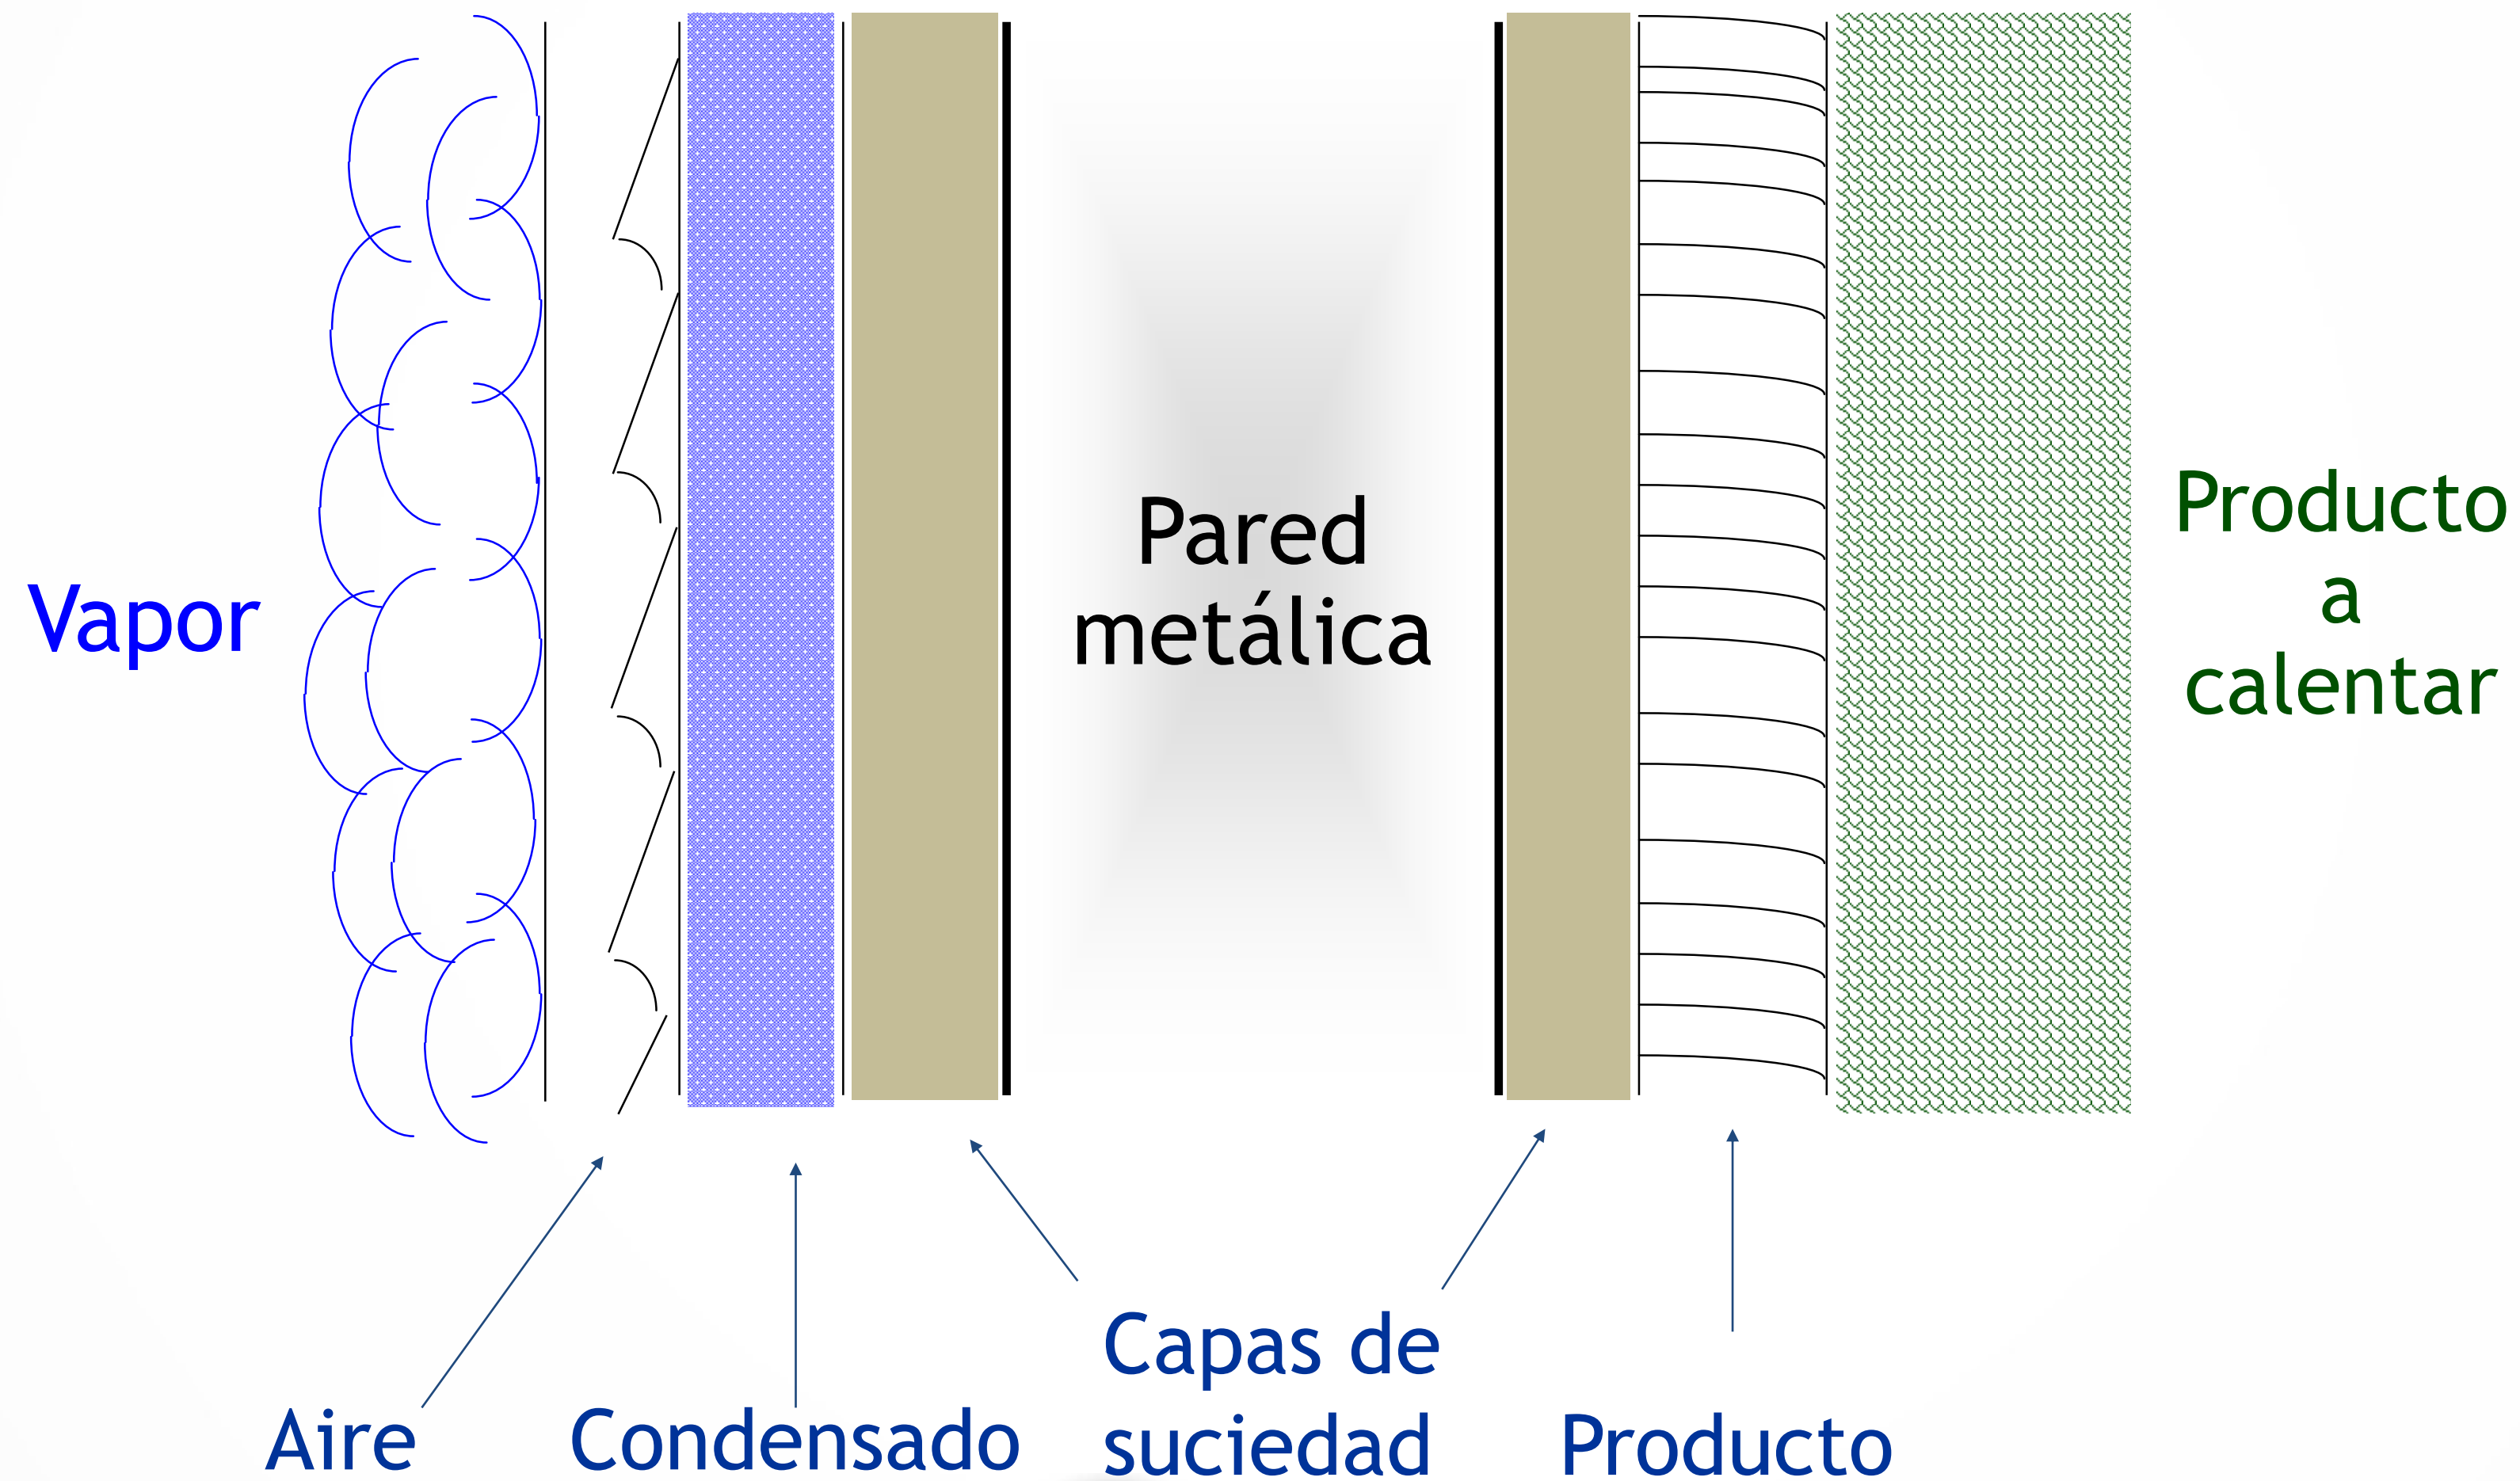 Vapor
Pared
metálica
Producto
a
calentar
Aire
Condensado
Capas de
suciedad
Producto